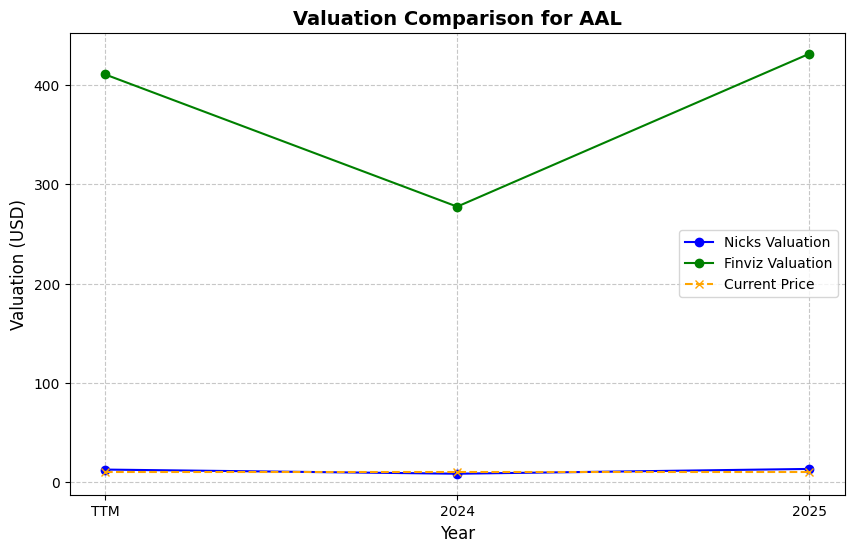 Valuation Comparison for AAL
Valuation (USD)
400
300
200
100
0
Nicks Valuation
Finviz Valuation
Current Price
TTM
2024
2025
Year